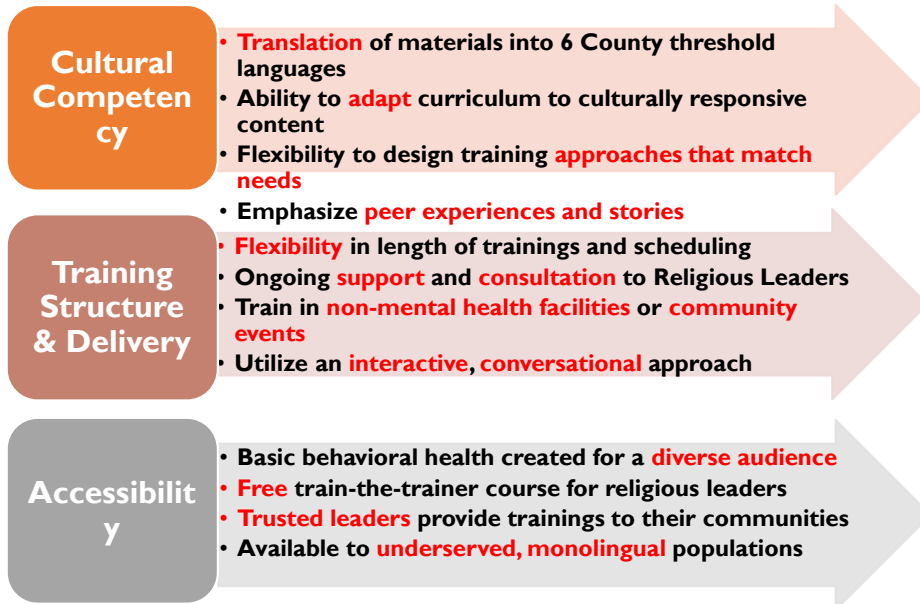 Cultural
Competen
cy
• Translation of materials into 6 County threshold
languages
• Ability to adapt curriculum to culturally responsive
content
• Flexibility to design training approaches that match
needs
• Emphasize peer experiences and stories
Training
Structure
& Delivery
• Flexibility in length of trainings and scheduling
• Ongoing support and consultation to Religious Leaders
• Train in non-mental health facilities or community
events
• Utilize an interactive, conversational approach
Accessibilit
y
• Basic behavioral health created for a diverse audience
• Free train-the-trainer course for religious leaders
• Trusted leaders provide trainings to their communities
• Available to underserved, monolingual populations